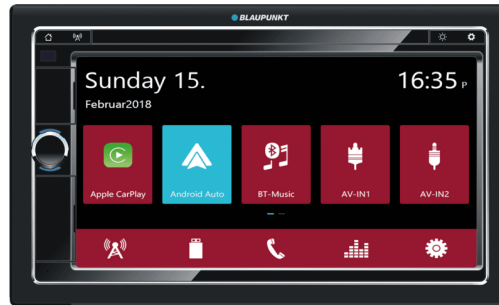 BLAUPUNKT
Sunday 15.
16:35 P
Februar2018
Apple CarPlay
Android Auto
BT-Music
AV-IN1
AV-IN2